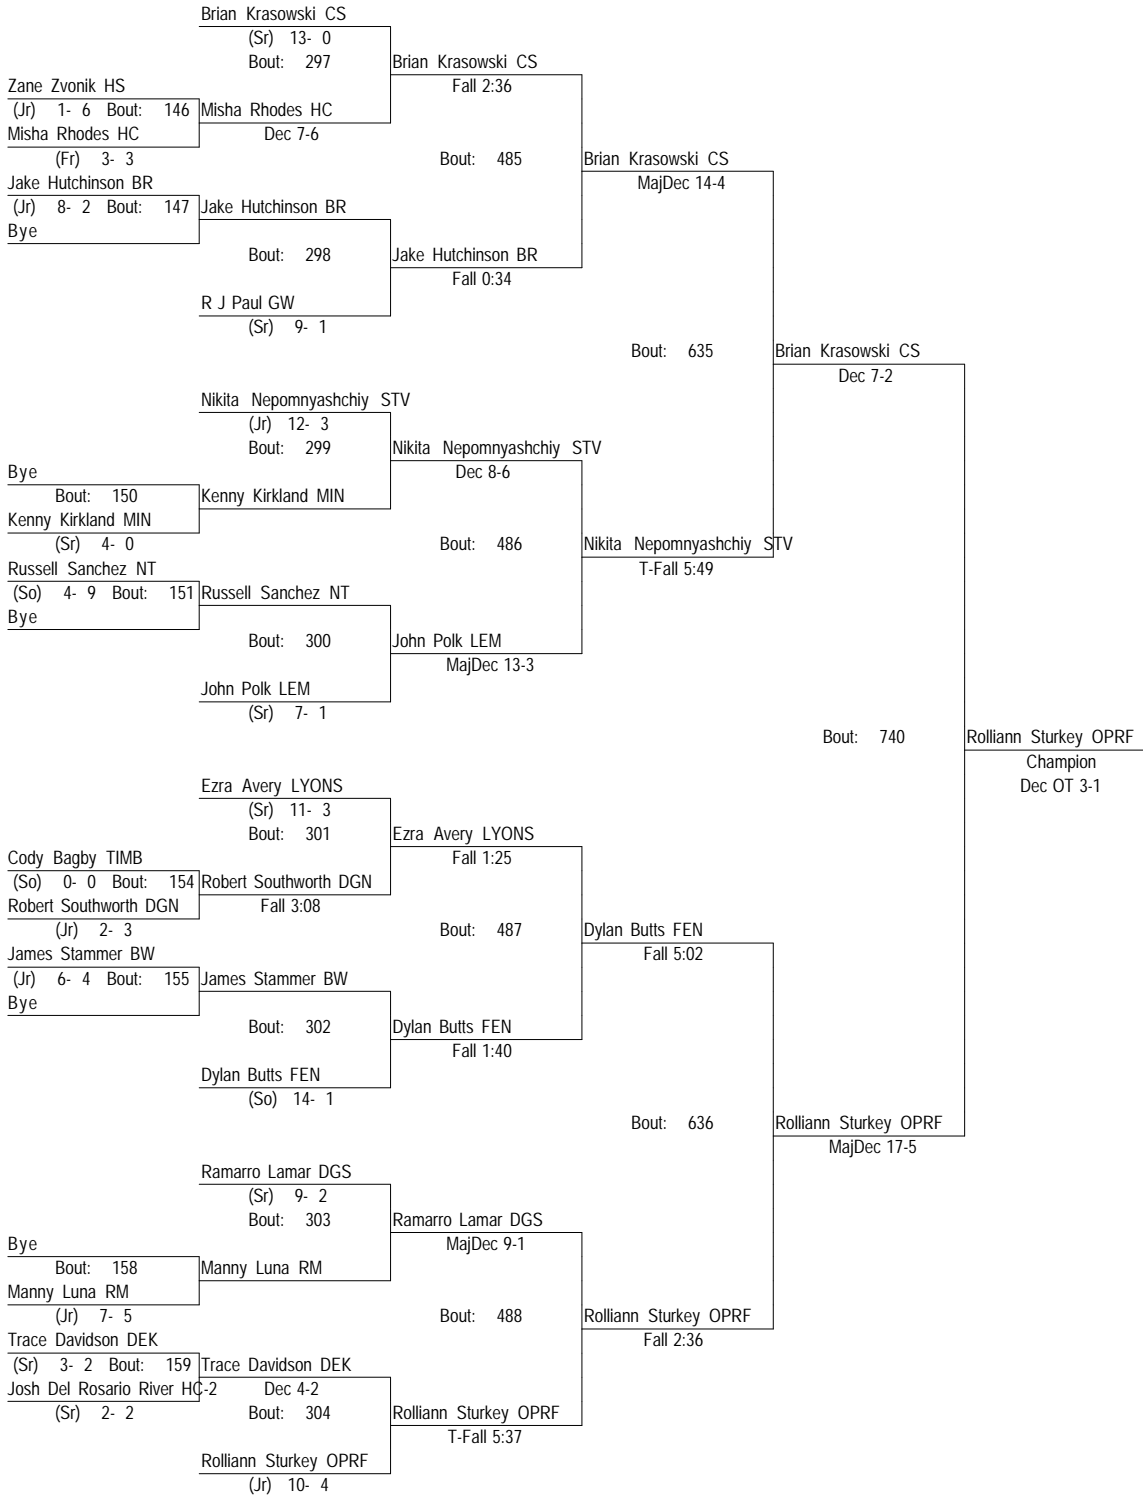 Brian Krasowski CS
(Sr) 13- 0
Bout: 297
Brian Krasowski CS
Fall 2:36
Zane Zvonik HS
(Jr) 1- 6 Bout: 146
Misha Rhodes HC
Dec 7-6
Misha Rhodes HC
(Fr) 3- 3
Bout: 485
Brian Krasowski CS
MajDec 14-4
Jake Hutchinson BR
(Jr) 8- 2 Bout: 147
Jake Hutchinson BR
Bye
Bout: 298
Jake Hutchinson BR
Fall 0:34
R J Paul GW
(Sr) 9- 1
Bout: 635
Brian Krasowski CS
Dec 7-2
Nikita Nepomnyashchiy STV
(Jr) 12- 3
Bout: 299
Nikita Nepomnyashchiy STV
Dec 8-6
Bye
Bout: 150
Kenny Kirkland MIN
Kenny Kirkland MIN
(Sr) 4- 0
Bout: 486
Nikita Nepomnyashchiy STV
T-Fall 5:49
Russell Sanchez NT
(So) 4- 9 Bout: 151
Russell Sanchez NT
Bye
Bout: 300
John Polk LEM
MajDec 13-3
John Polk LEM
(Sr) 7- 1
Bout: 740
Rolliann Sturkey OPRF
Champion
Dec OT 3-1
Ezra Avery LYONS
(Sr) 11- 3
Bout: 301
Ezra Avery LYONS
Fall 1:25
Cody Bagby TIMB
(So) 0- 0 Bout: 154
Robert Southworth DGN
Fall 3:08
Robert Southworth DGN
(Jr) 2- 3
Bout: 487
Dylan Butts FEN
Fall 5:02
James Stammer BW
(Jr) 6- 4 Bout: 155
James Stammer BW
Bye
Bout: 302
Dylan Butts FEN
Fall 1:40
Dylan Butts FEN
(So) 14- 1
Bout: 636
Rolliann Sturkey OPRF
MajDec 17-5
Ramarro Lamar DGS
(Sr) 9- 2
Bout: 303
Ramarro Lamar DGS
MajDec 9-1
Bye
Bout: 158
Manny Luna RM
Manny Luna RM
(Jr) 7- 5
Bout: 488
Rolliann Sturkey OPRF
Fall 2:36
Trace Davidson DEK
(Sr) 3- 2 Bout: 159
Trace Davidson DEK
Dec 4-2
Josh Del Rosario River HC-2
(Sr) 2- 2
Bout: 304
Rolliann Sturkey OPRF
T-Fall 5:37
Rolliann Sturkey OPRF
(Jr) 10- 4